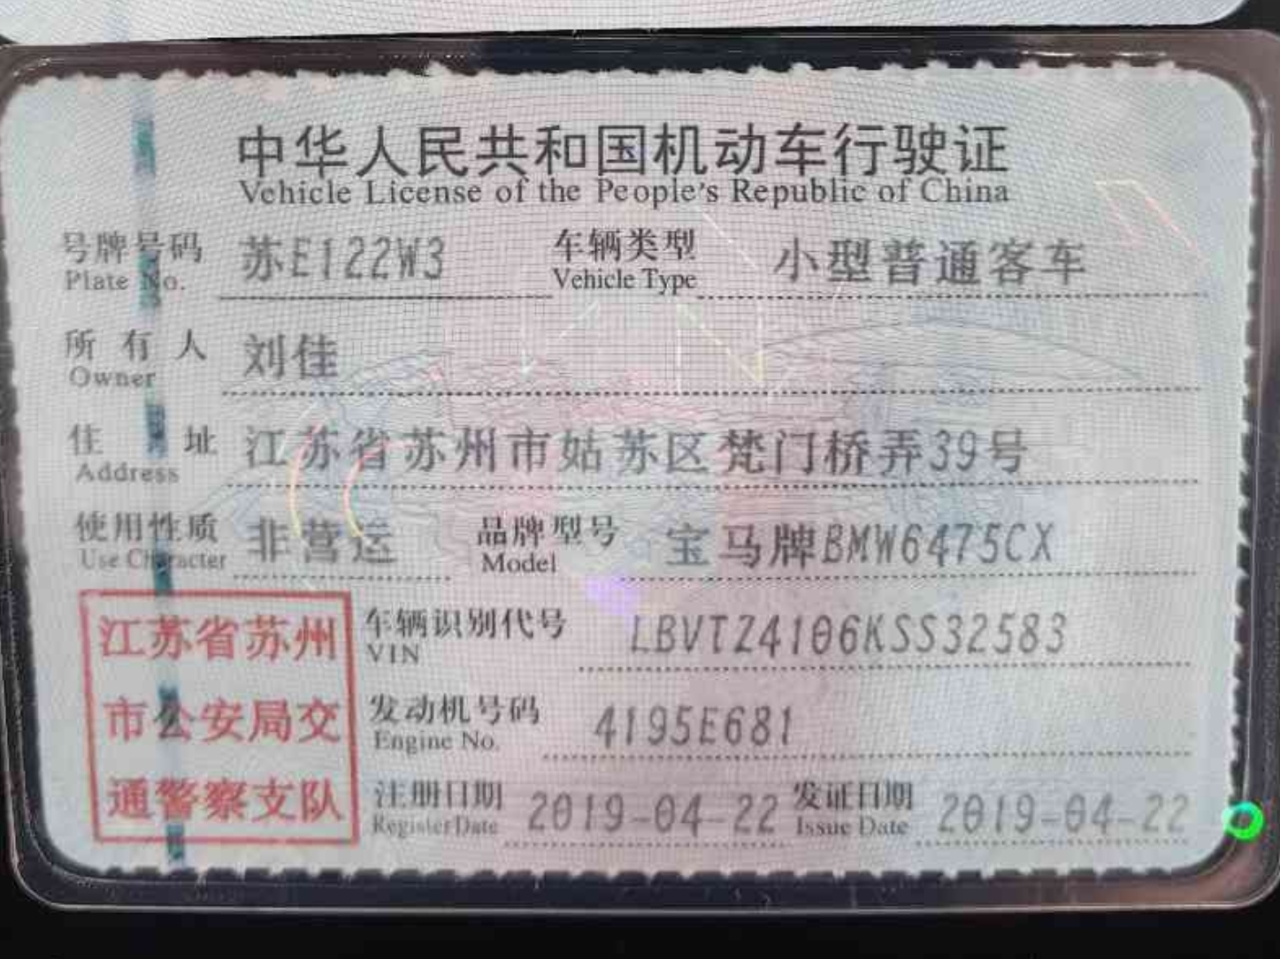 中华人民共和国机动车行驶证
Vehicle License of the People's Republic of China
号牌号码 苏E122W3 车辆类型 小型普通客车
Plate No. Vehicle Type
所有人 刘佳
Owner
住址 江苏省苏州市姑苏区梵门桥弄39号
Address
使用性质 非营运 品牌型号 宝马牌BMW6475CX
Use Character Model
江苏省苏州 车辆识别代号 LBVTZ4106KSS32583
VIN
市公安局交 发动机号码 4195E681
Engine No.
通警察支队 注册日期 2019-04-22 发证日期 2019-04-22
Register Date Issue Date